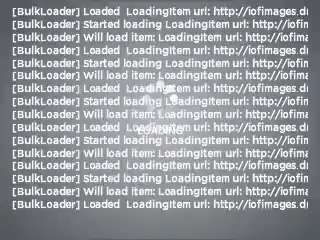 [BulkLoader] Loaded LoadingItem url: http://iofimages.d
[BulkLoader] Started loading LoadingItem url: http://iofi
[BulkLoader] Will load item: LoadingItem url: http://iofima
[BulkLoader] Loaded LoadingItem url: http://iofimages.d
[BulkLoader] Started loading LoadingItem url: http://iofi
[BulkLoader] Will load item: LoadingItem url: http://iofima
[BulkLoader] Loaded LoadingItem url: http://iofimages.d
[BulkLoader] Started loading LoadingItem url: http://iofi
[BulkLoader] Will load item: LoadingItem url: http://iofima
[BulkLoader] Loaded LoadingItem url: http://iofimages.d
LOADING
[BulkLoader] Started loading LoadingItem url: http://iofi
[BulkLoader] Will load item: LoadingItem url: http://iofima
[BulkLoader] Loaded LoadingItem url: http://iofimages.d
[BulkLoader] Started loading LoadingItem url: http://iofi
[BulkLoader] Will load item: LoadingItem url: http://iofima
[BulkLoader] Loaded LoadingItem url: http://iofimages.d